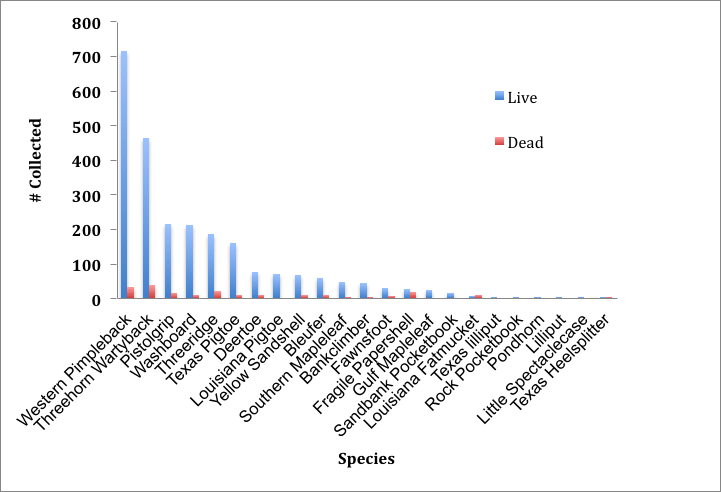 800
700
600
500
400
300
200
100
0
# Collected
Live
Dead
Western Pimpleback
Threehorn Wartyback
Pistolgrip
Washboard
Threeridge
Texas Pigtoe
Deertoe
Louisiana Pigtoe
Yellow Sandshell
Bleufer
Southern Mapleleaf
Bankclimber
Fawnsfoot
Fragile Papershell
Gulf Mapleleaf
Sandbank Pocketbook
Louisiana Fatmucket
Texas lilliput
Rock Pocketbook
Pondhorn
Lilliput
Little Spectaclecase
Texas Heelsplitter
Species